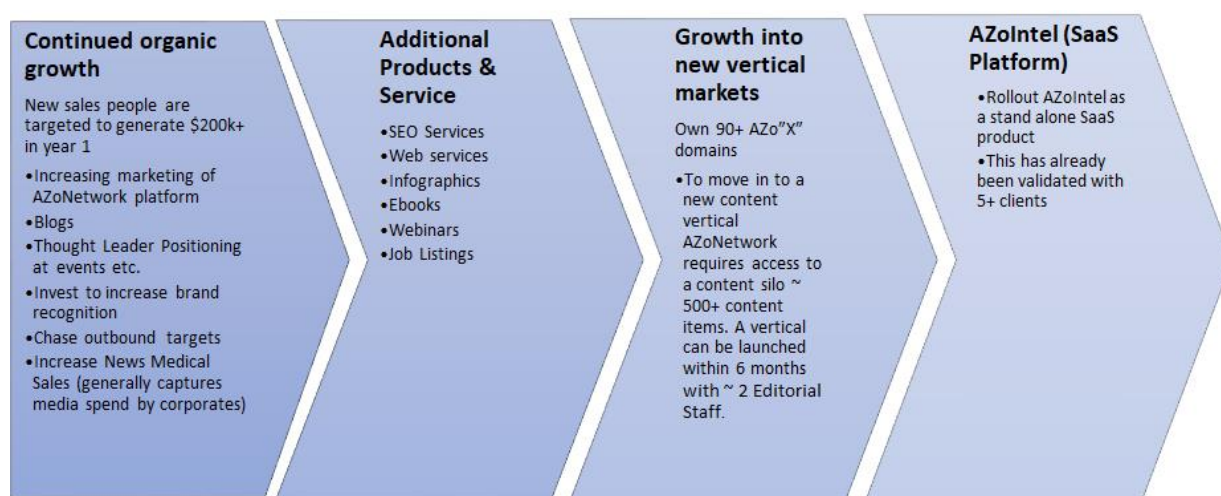 Continued organic
growth
New sales people are
targeted to generate $200k+
in year 1
•Increasing marketing of
AZoNetwork platform
•Blogs
•Thought Leader Positioning
at events etc.
•Invest to increase brand
recognition
•Chase outbound targets
•Increase News Medical
Sales (generally captures
media spend by corporates)
Additional
Products &
Service
•SEO Services
•Web services
•Infographics
•Ebooks
•Webinars
•Job Listings
Growth into
new vertical
markets
Own 90+ AZo"X"
domains
•To move in to a
new content
vertical
AZoNetwork
requires access to
a content silo ~
500+ content
items. A vertical
can be launched
within 6 months
with ~ 2 Editorial
Staff.
AZoIntel (SaaS
Platform)
•Rollout AZoIntel as
a stand alone SaaS
product
•This has already
been validated with
5+ clients